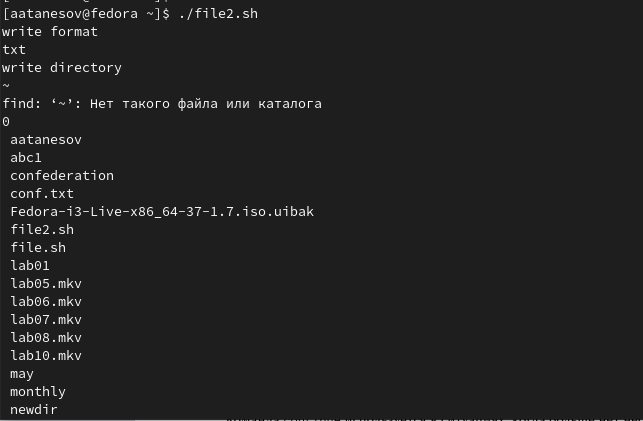 [aatanesov@fedora ~]$ ./file2.sh
write format
txt
write directory
~
find: ‘~’: Нет такого файла или каталога
0
aatanesov
abc1
confederation
conf.txt
Fedora-i3-Live-x86_64-37-1.7.iso.uibak
file2.sh
file.sh
lab01
lab05.mkv
lab06.mkv
lab07.mkv
lab08.mkv
lab10.mkv
may
monthly
newdir